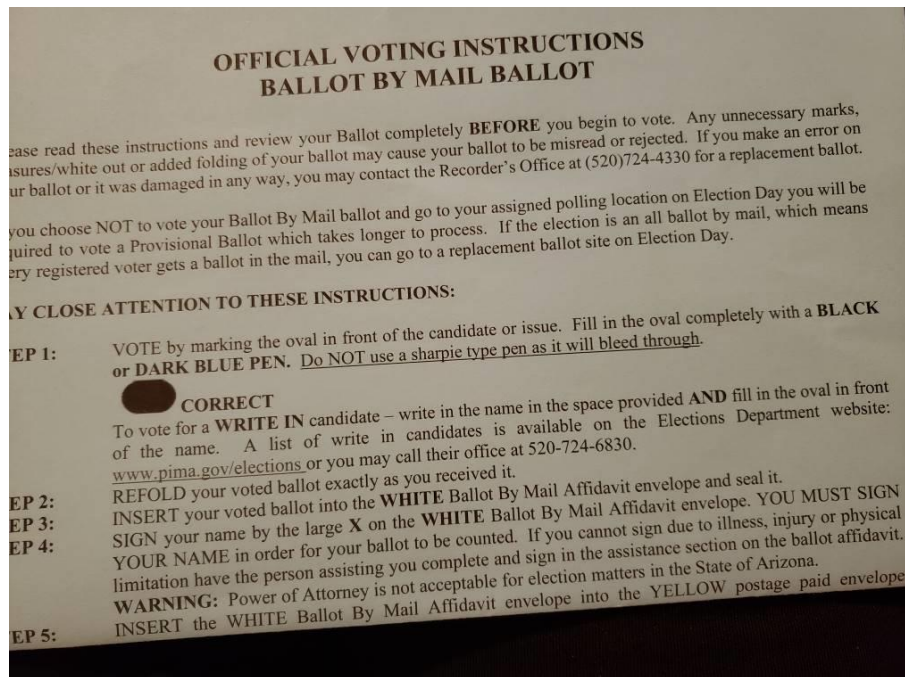 OFFICIAL VOTING INSTRUCTIONS
BALLOT BY MAIL BALLOT
ease read these instructions and review your Ballot completely BEFORE you begin to vote. Any unnecessary marks,
asures/white out or added folding of your ballot may cause your ballot to be misread or rejected. If you make an error on
ur ballot or it was damaged in any way, you may contact the Recorder's Office at (520)724-4330 for a replacement ballot.
you choose NOT to vote your Ballot By Mail ballot and go to your assigned polling location on Election Day you will be
quired to vote a Provisional Ballot which takes longer to process. If the election is an all ballot by mail, which means
ery registered voter gets a ballot in the mail, you can go to a replacement ballot site on Election Day.
AY CLOSE ATTENTION TO THESE INSTRUCTIONS:
EP 1: VOTE by marking the oval in front of the candidate or issue. Fill in the oval completely with a BLACK
or DARK BLUE PEN. Do NOT use a sharpie type pen as it will bleed through.
CORRECT
To vote for a WRITE IN candidate – write in the name in the space provided AND fill in the oval in front
of the name. A list of write in candidates is available on the Elections Department website:
www.pima.gov/elections or you may call their office at 520-724-6830.
EP 2: REFOLD your voted ballot exactly as you received it.
EP 3: INSERT your voted ballot into the WHITE Ballot By Mail Affidavit envelope and seal it.
EP 4: SIGN your name by the large X on the WHITE Ballot By Mail Affidavit envelope. YOU MUST SIGN
YOUR NAME in order for your ballot to be counted. If you cannot sign due to illness, injury or physical
limitation have the person assisting you complete and sign in the assistance section on the ballot affidavit.
WARNING: Power of Attorney is not acceptable for election matters in the State of Arizona.
EP 5: INSERT the WHITE Ballot By Mail Affidavit envelope into the YELLOW postage paid envelope